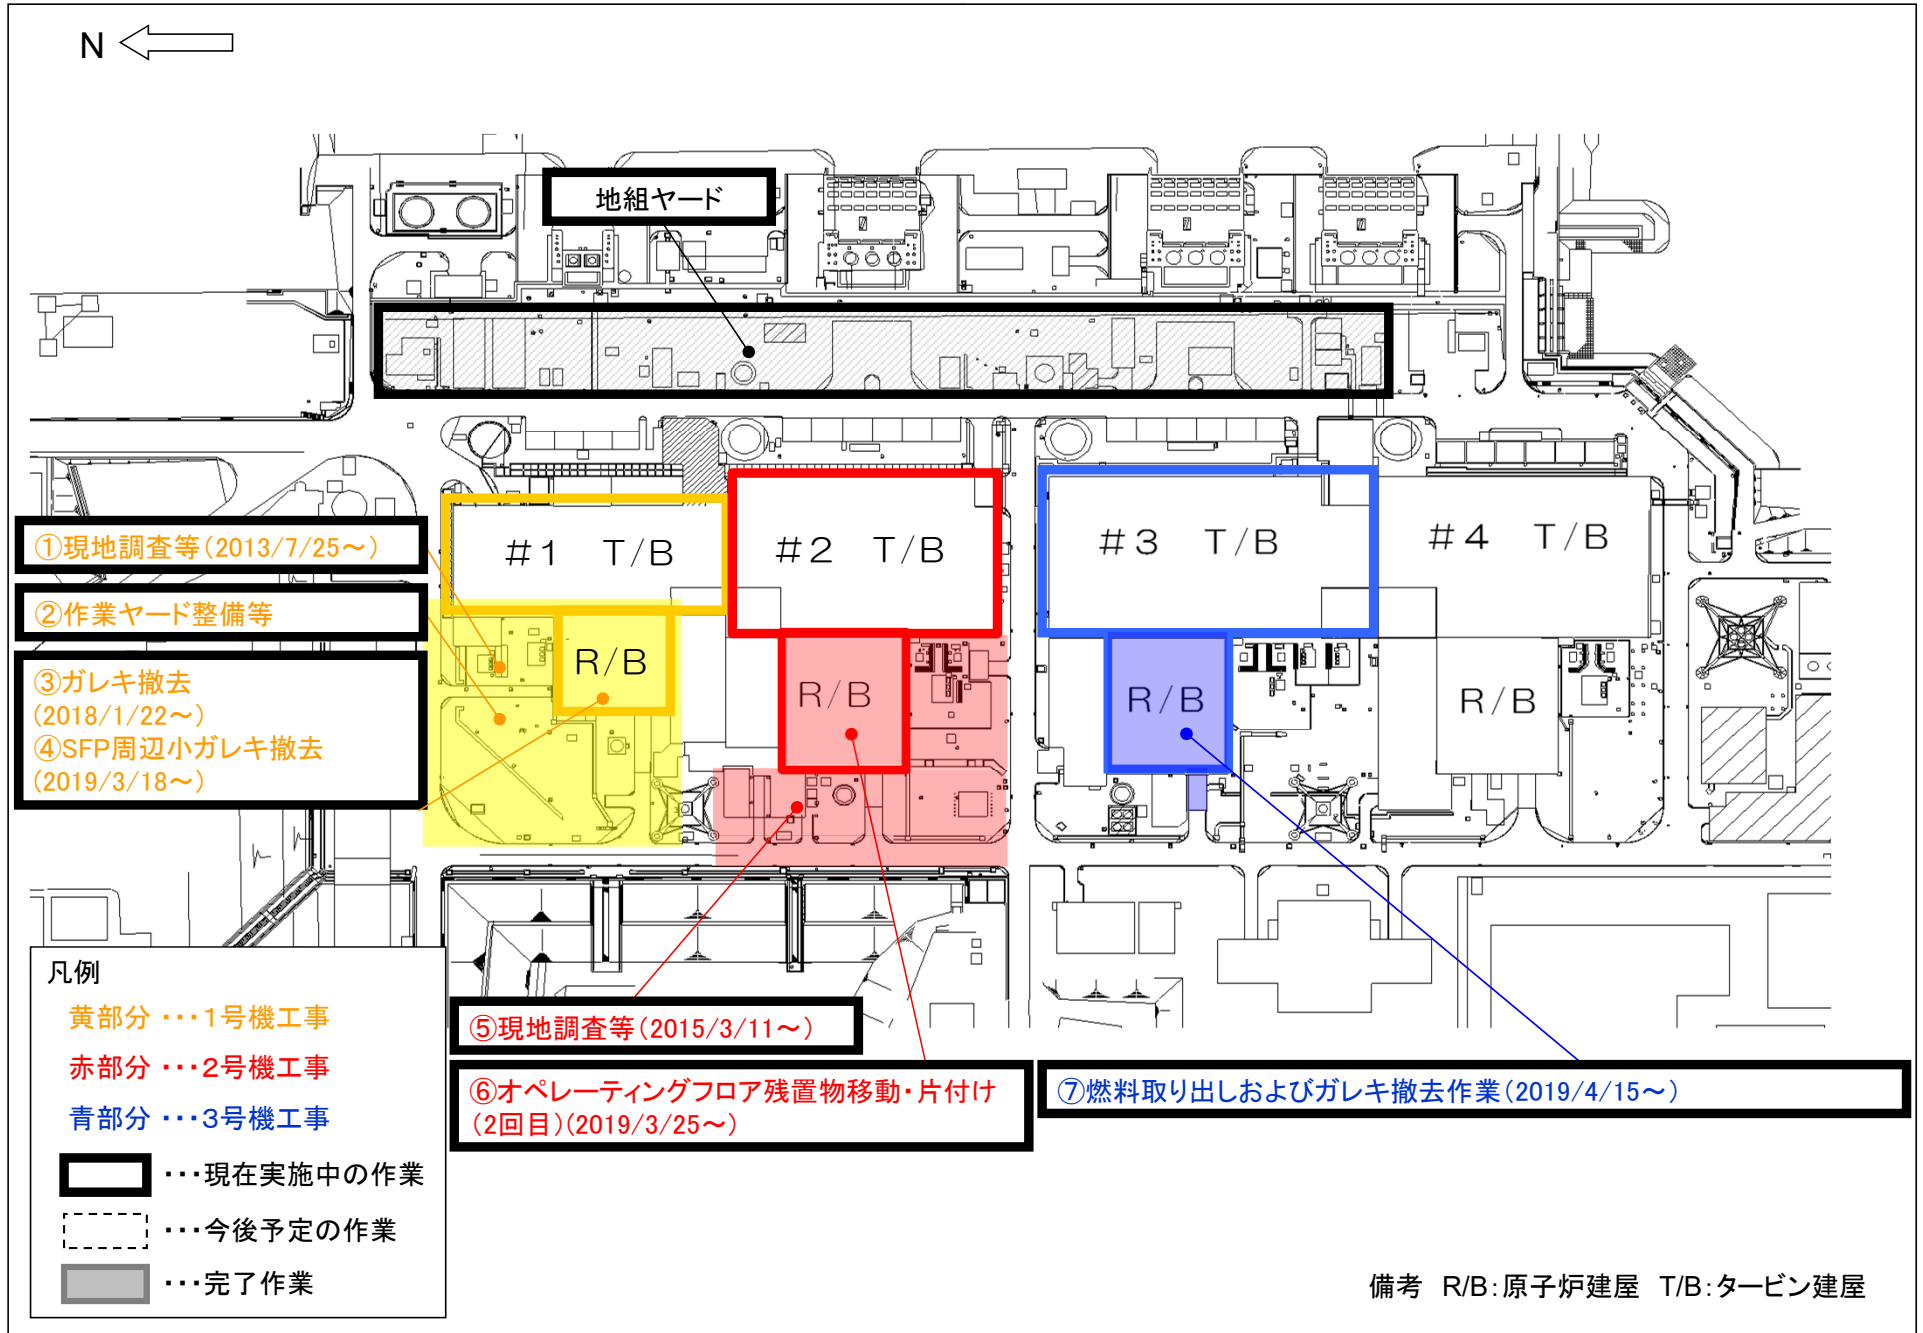 N
地組ヤード
#1 T/B
#2 T/B
#3 T/B
#4 T/B
R/B
R/B
R/B
R/B
①現地調査等(2013/7/25～)
②作業ヤード整備等
③ガレキ撤去
(2018/1/22～)
④SFP周辺小ガレキ撤去
(2019/3/18～)
⑤現地調査等(2015/3/11～)
⑥オペレーティングフロア残置物移動・片付け
(2回目)(2019/3/25～)
⑦燃料取り出しおよびガレキ撤去作業(2019/4/15～)
凡例
黄部分 ・・・1号機工事
赤部分 ・・・2号機工事
青部分 ・・・3号機工事
・・・現在実施中の作業
・・・今後予定の作業
・・・完了作業
備考 R/B:原子炉建屋 T/B:タービン建屋